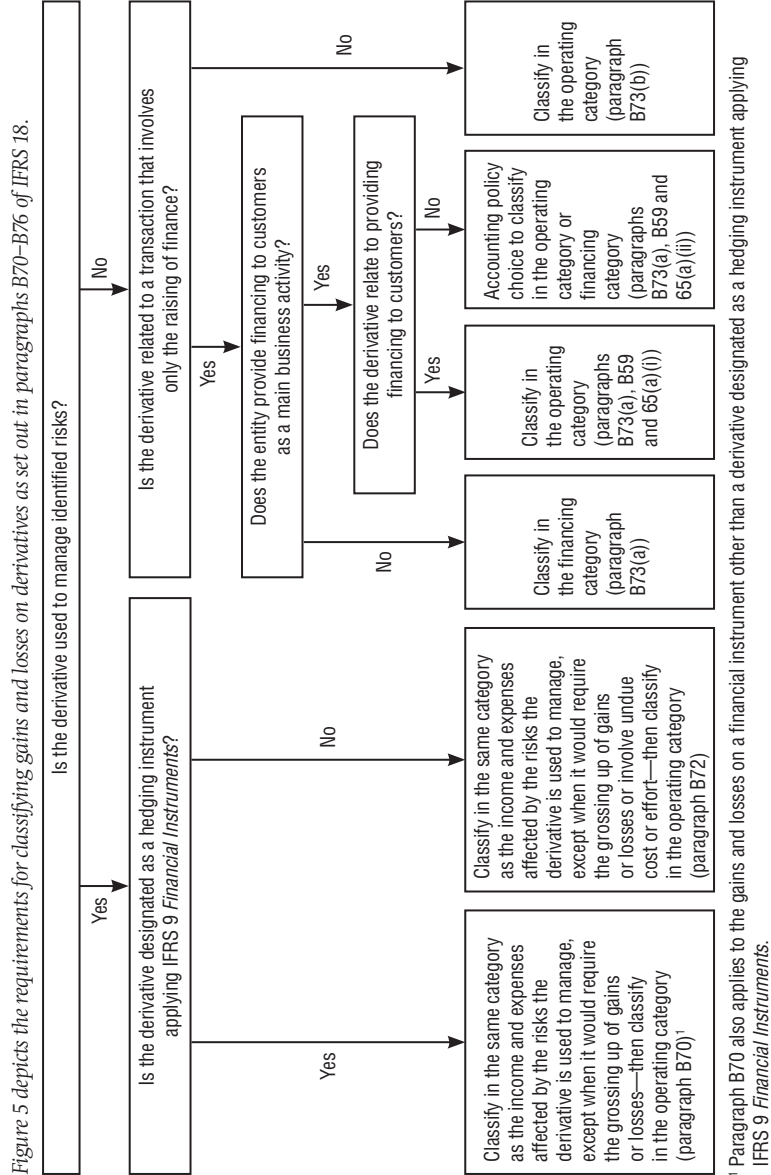 Figure 5 depicts the requirements for classifying gains and losses on derivatives as set out in paragraphs B70–B76 of IFRS 18.
Is the derivative used to manage identified risks?
Yes
No
Is the derivative designated as a hedging instrument
applying IFRS 9 Financial Instruments?
Is the derivative related to a transaction that involves
only the raising of finance?
Yes
No
Does the entity provide financing to customers
as a main business activity?
Yes
No
Does the derivative relate to providing
financing to customers?
Yes
No
Yes
No
Classify in the same category
as the income and expenses
affected by the risks the
derivative is used to manage,
except when it would require
the grossing up of gains
or losses—then classify
in the operating category
(paragraph B70)¹
Classify in the same category
as the income and expenses
affected by the risks the
derivative is used to manage,
except when it would require
the grossing up of gains
or losses or involve undue
cost or effort—then classify
in the operating category
(paragraph B72)
Classify in
the financing
category
(paragraph
B73(a))
Classify in
the operating
category
(paragraphs
B73(a), B59
and 65(a)(i))
Accounting policy
choice to classify
in the operating
category or
financing
category
(paragraphs
B73(a), B59 and
65(a)(ii))
Classify in
the operating
category
(paragraph
B73(b))
¹ Paragraph B70 also applies to the gains and losses on a financial instrument other than a derivative designated as a hedging instrument applying
IFRS 9 Financial Instruments.